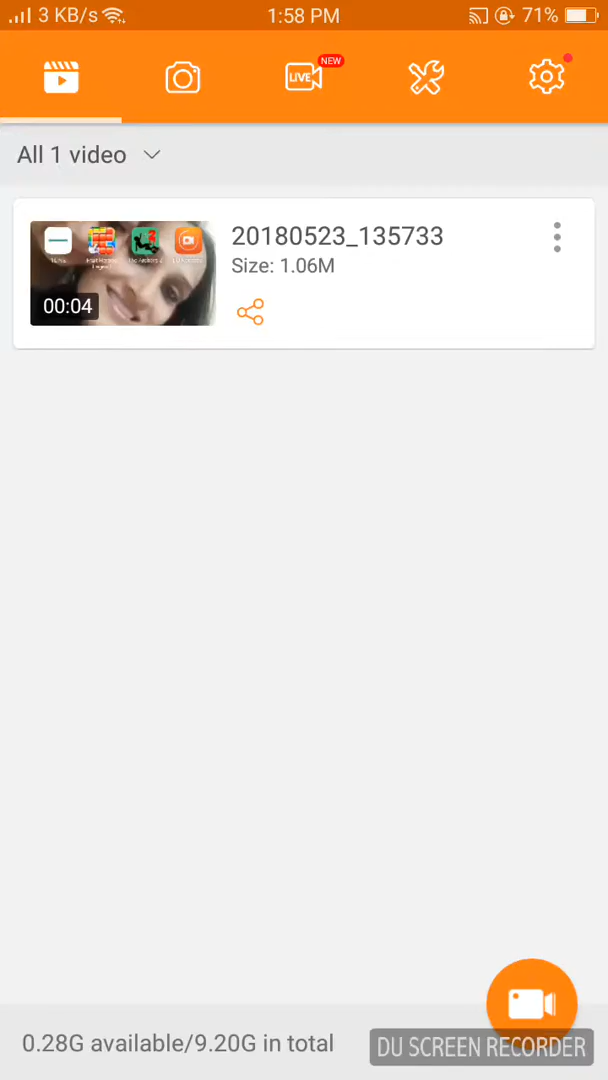 3 KB/s 1:58 PM 71%
LIVE NEW
All 1 video
20180523_135733
Size: 1.06M
00:04
0.28G available/9.20G in total
DU SCREEN RECORDER